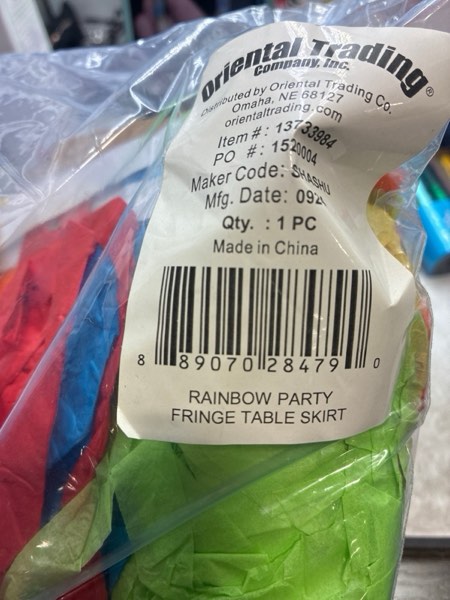 Oriental Trading®
Company, Inc.
Distributed by Oriental Trading Co.
Omaha, NE 68127
orientaltrading.com
Item #: 13733984
PO #:
Maker Code: SHASHU
Mfg. Date:
Qty. : 1 PC
Made in China
8 89070 28479 0
RAINBOW PARTY
FRINGE TABLE SKIRT